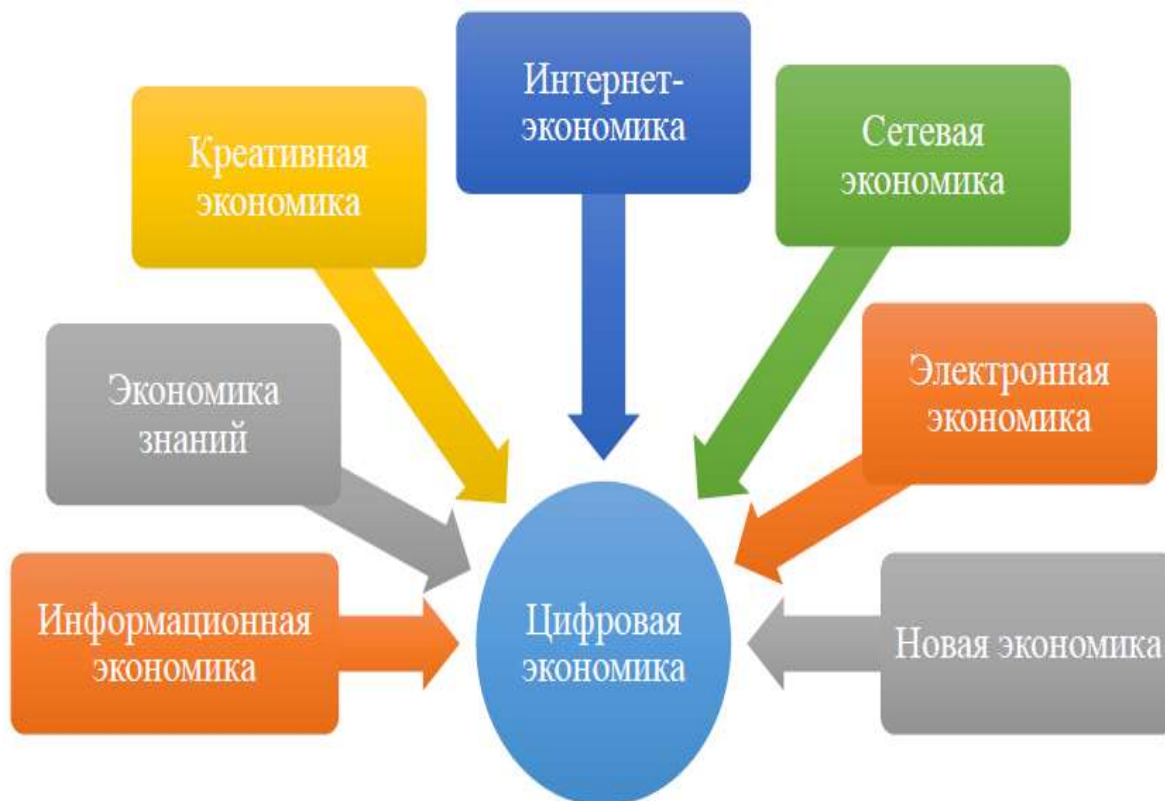 Интернет-
экономика
Креативная
экономика
Сетевая
экономика
Экономика
знаний
Электронная
экономика
Информационная
экономика
Цифровая
экономика
Новая экономика